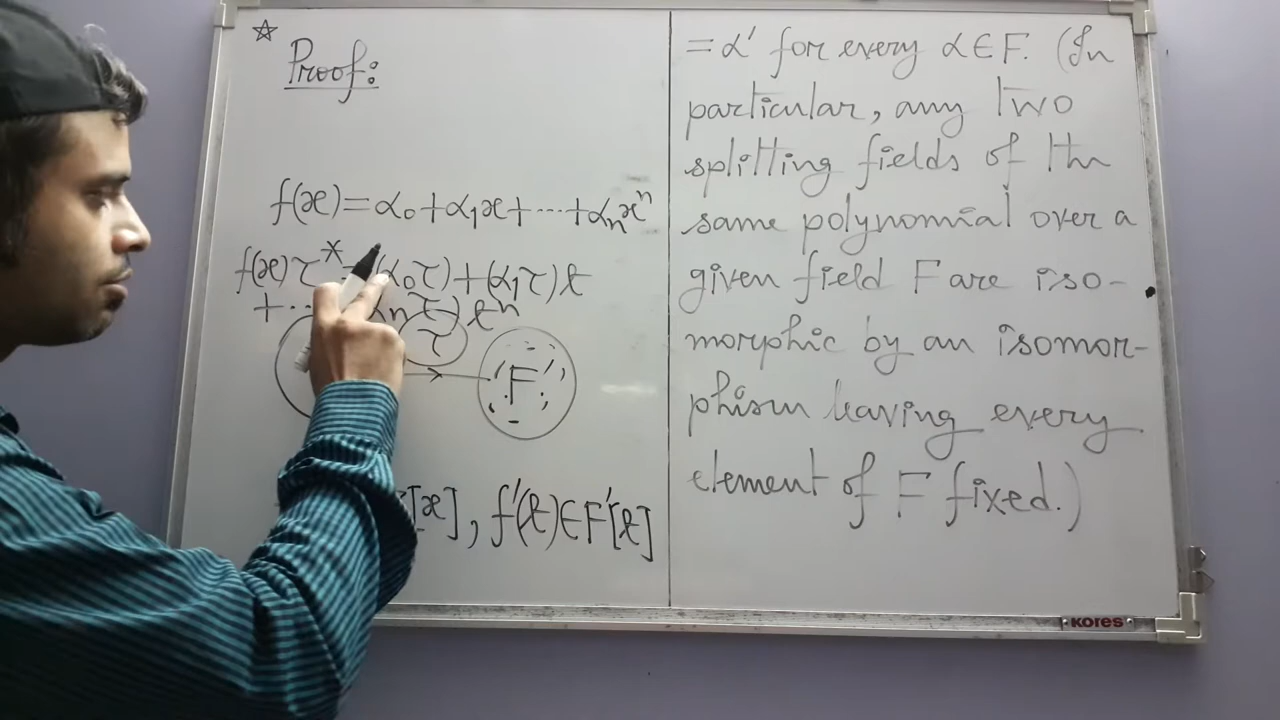 Proof:
f(x)=α₀+α₁x+⋯+αₙxⁿ
f(x)τ*=(α₀τ)+(α₁τ)t
+⋯ αₙτ)tⁿ
τ
F'
[x], f'(t)∈F'[t]
=α' for every α∈F. (In
particular, any two
splitting fields of the
same polynomial over a
given field F are iso-
morphic by an isomor-
phism leaving every
element of F fixed.)
KORES